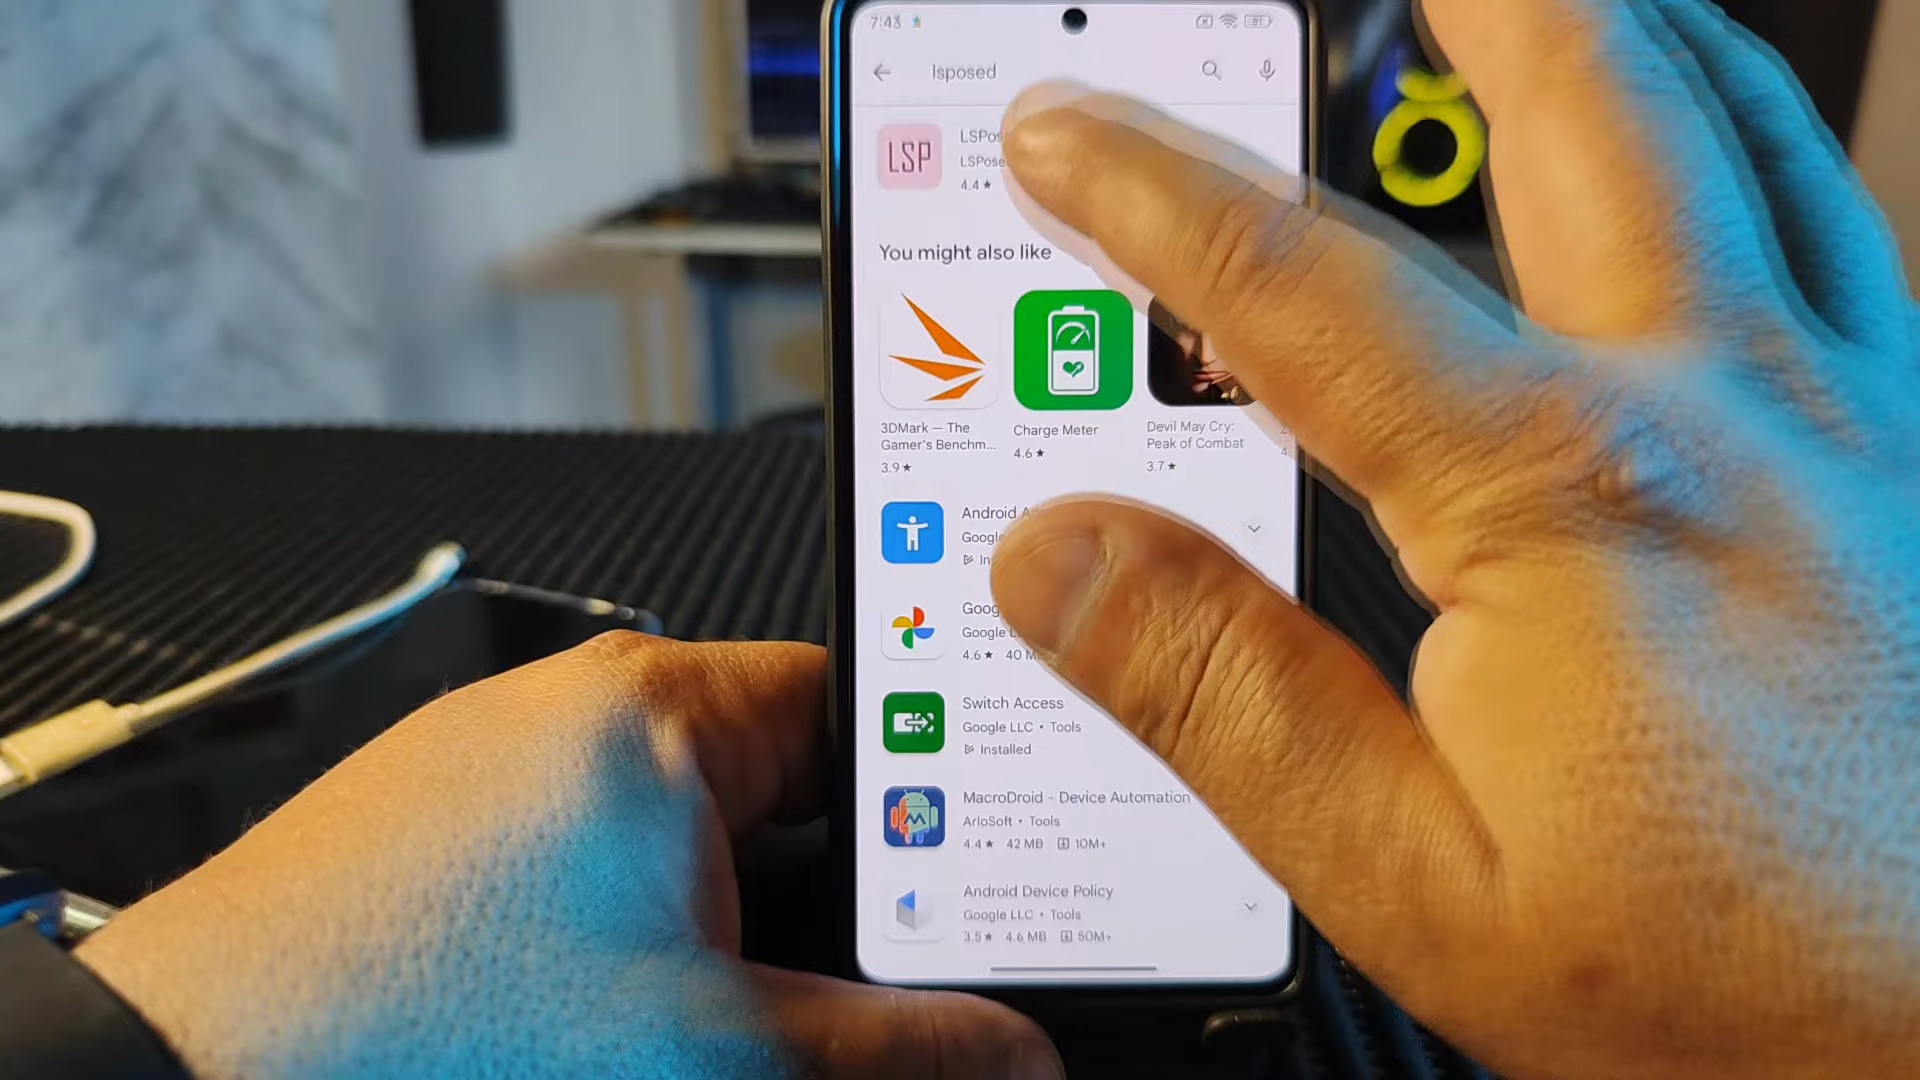 7:43
81
lsposed
LSP
LSPos
LSPose
4.4★
You might also like
3DMark — The
Gamer's Benchm...
3.9★
Charge Meter
4.6★
Devil May Cry:
Peak of Combat
3.7★
4
Android A
Google
In
Goog
Google L
4.6★ 40 M
Switch Access
Google LLC • Tools
Installed
MacroDroid - Device Automation
ArloSoft • Tools
4.4★ 42 MB 10M+
Android Device Policy
Google LLC • Tools
3.5★ 4.6 MB 50M+